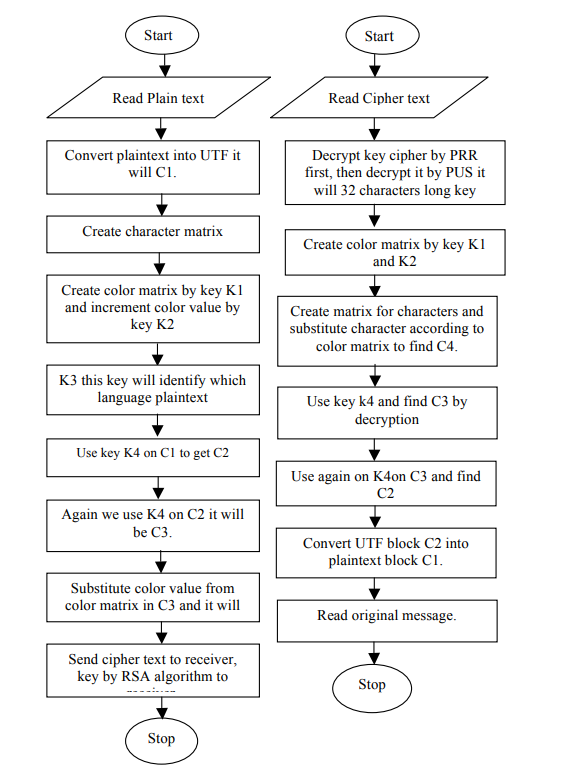 Start
Read Plain text
Convert plaintext into UTF it
will C1.
Create character matrix
Create color matrix by key K1
and increment color value by
key K2
K3 this key will identify which
language plaintext
Use key K4 on C1 to get C2
Again we use K4 on C2 it will
be C3.
Substitute color value from
color matrix in C3 and it will
Send cipher text to receiver,
key by RSA algorithm to
Stop
Start
Read Cipher text
Decrypt key cipher by PRR
first, then decrypt it by PUS it
will 32 characters long key
Create color matrix by key K1
and K2
Create matrix for characters and
substitute character according to
color matrix to find C4.
Use key k4 and find C3 by
decryption
Use again on K4on C3 and find
C2
Convert UTF block C2 into
plaintext block C1.
Read original message.
Stop